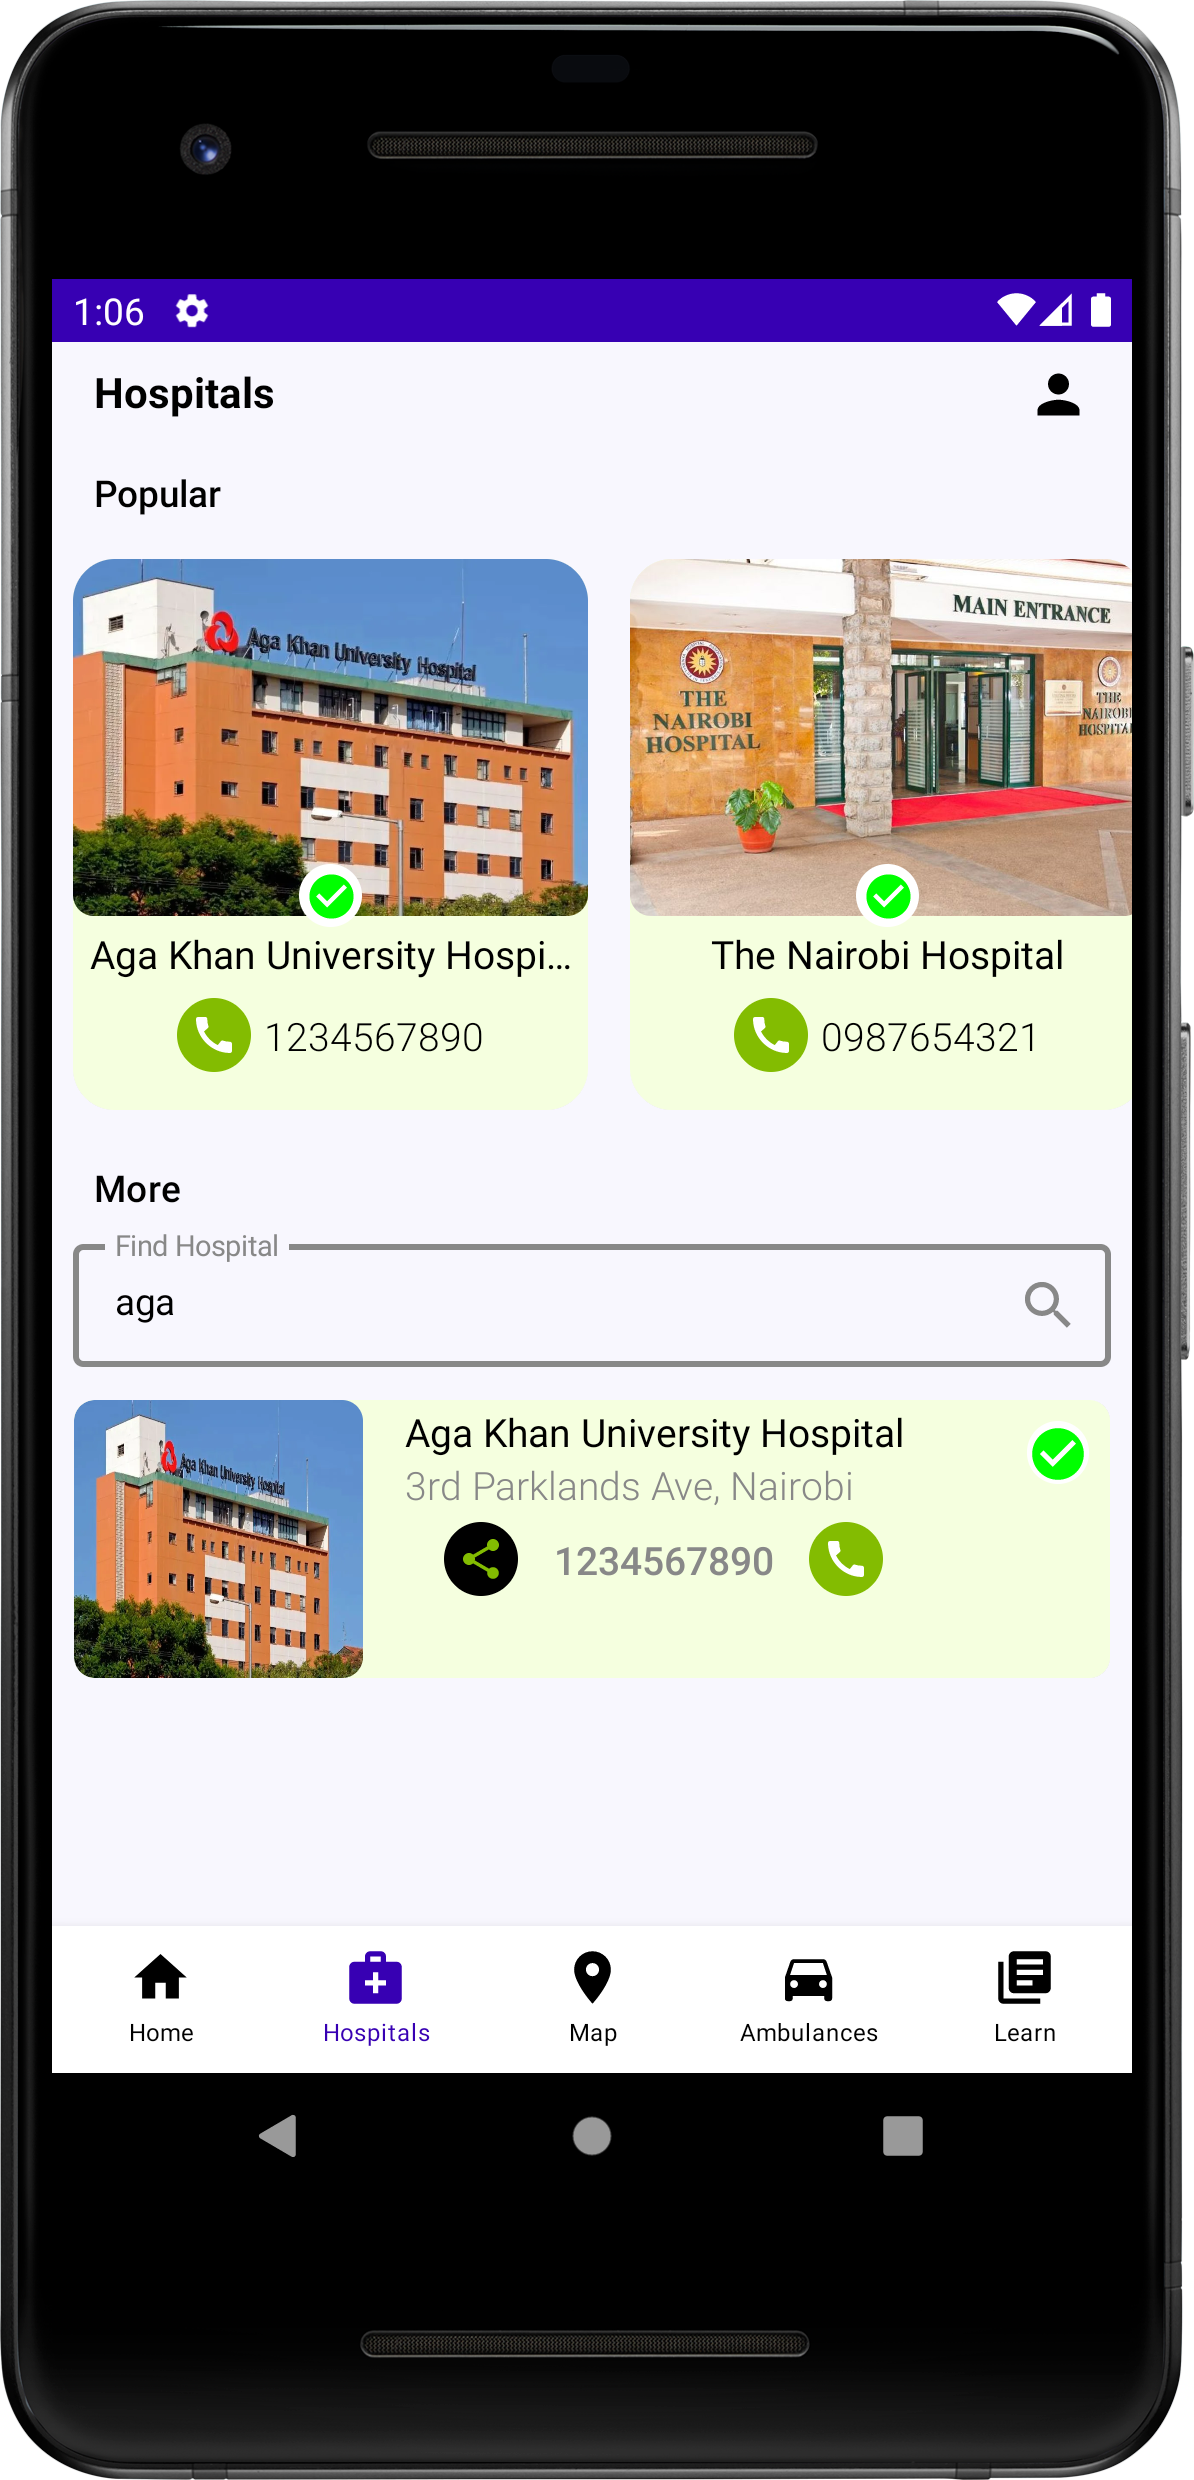 1:06
Hospitals
Popular
Aga Khan University Hospital
MAIN ENTRANCE
THE
NAIROBI
HOSPITAL
THE
NAIROBI
HOSPITAL
Aga Khan University Hospi...
The Nairobi Hospital
1234567890
0987654321
More
Find Hospital
aga
Aga Khan University Hospital
Aga Khan University Hospital
3rd Parklands Ave, Nairobi
1234567890
Home
Hospitals
Map
Ambulances
Learn